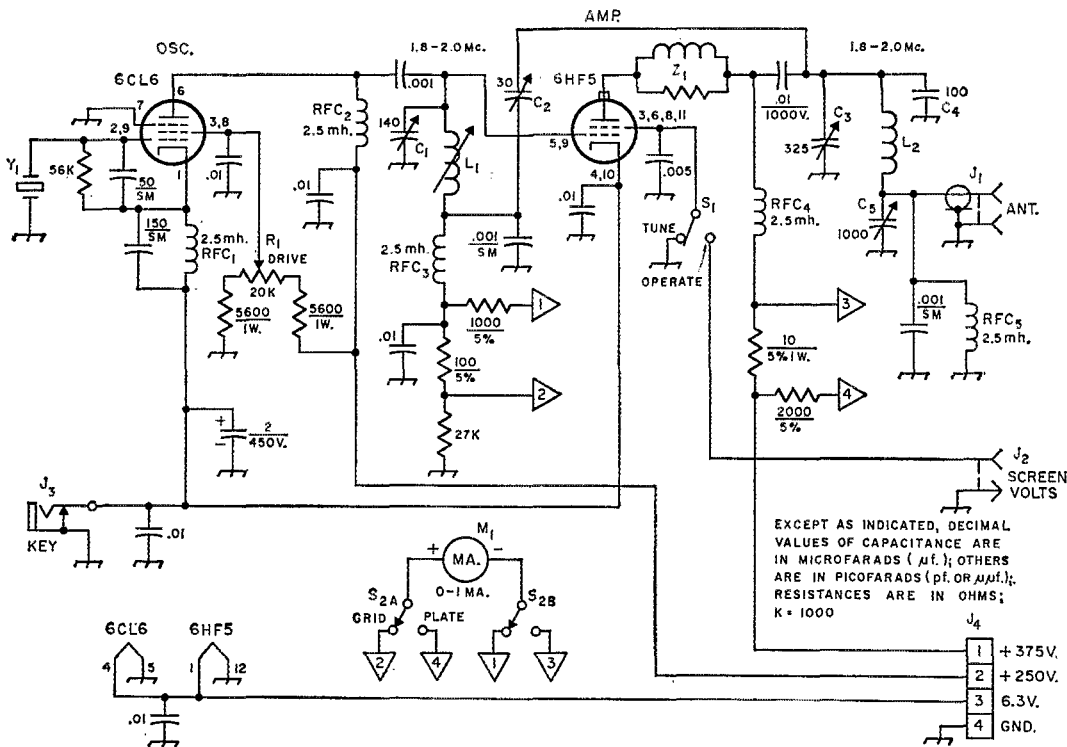 AMP.
OSC.
1.8-2.0 Mc.
1.8-2.0 Mc.
6CL6
6
7
2,9
3,8
1
Y1
56K
50
SM
.01
150
SM
2.5mh.
RFC1
R1
DRIVE
20K
5600
1W.
5600
1W.
RFC2
2.5 mh.
.01
.001
140
C1
L1
30
C2
6HF5
5,9
3,6,8,11
4,10
Z1
.01
1000V.
C3
325
100
C4
L2
.005
.01
S1
TUNE
OPERATE
RFC4
2.5mh.
C5
1000
J1
ANT.
.001
SM
2.5mh.
RFC3
1000
5%
1
.01
100
5%
2
27K
10
5% 1W.
3
2000
5%
4
.001
SM
RFC5
2.5mh.
+
-
2
450V.
J3
KEY
.01
J2
SCREEN
VOLTS
EXCEPT AS INDICATED, DECIMAL
VALUES OF CAPACITANCE ARE
IN MICROFARADS ( µf.); OTHERS
ARE IN PICOFARADS (pf. OR µµf.);
RESISTANCES ARE IN OHMS;
K = 1000
M1
+
MA.
-
0-1 MA.
S2A
S2B
GRID
PLATE
2
4
1
3
6CL6
6HF5
4
5
1
12
.01
J4
1 +375V.
2 +250V.
3 6.3V.
4 GND.